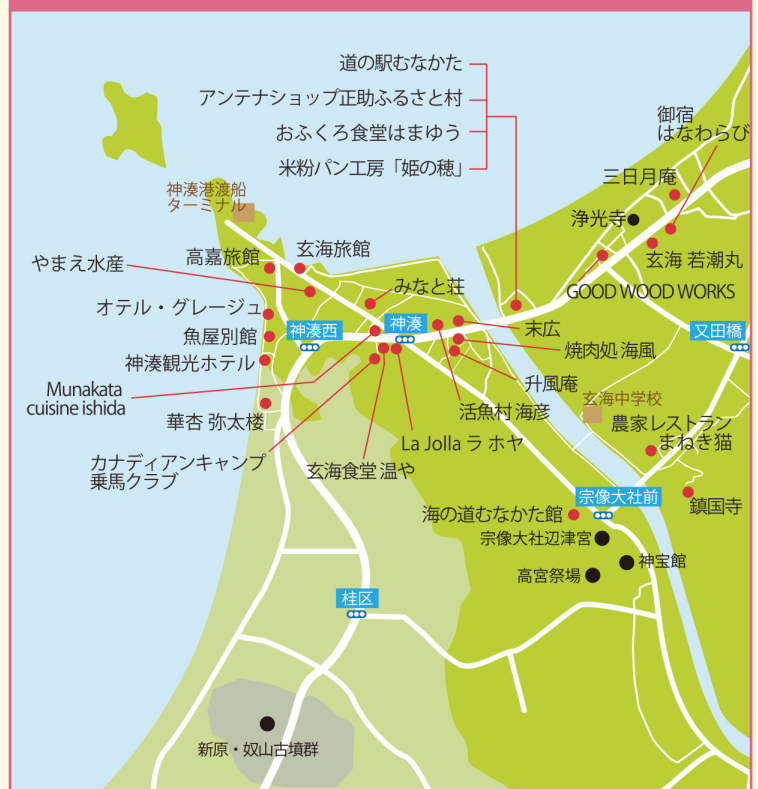 道の駅むなかた
アンテナショップ正助ふるさと村
おふくろ食堂はまゆう
米粉パン工房「姫の穂」
御宿
はなわらび
三日月庵
浄光寺
玄海 若潮丸
GOOD WOOD WORKS
又田橋
神湊港渡船
ターミナル
高嘉旅館
玄海旅館
やまえ水産
みなと荘
オテル・グレージュ
魚屋別館
神湊西
神湊
末広
神湊観光ホテル
焼肉処 海風
升風庵
Munakata
cuisine ishida
活魚村 海彦
玄海中学校
華杏 弥太楼
La Jolla ラ ホヤ
農家レストラン
まねき猫
カナディアンキャンプ
乗馬クラブ
玄海食堂 温や
宗像大社前
鎮国寺
海の道むなかた館
宗像大社辺津宮
神宝館
高宮祭場
桂区
新原・奴山古墳群